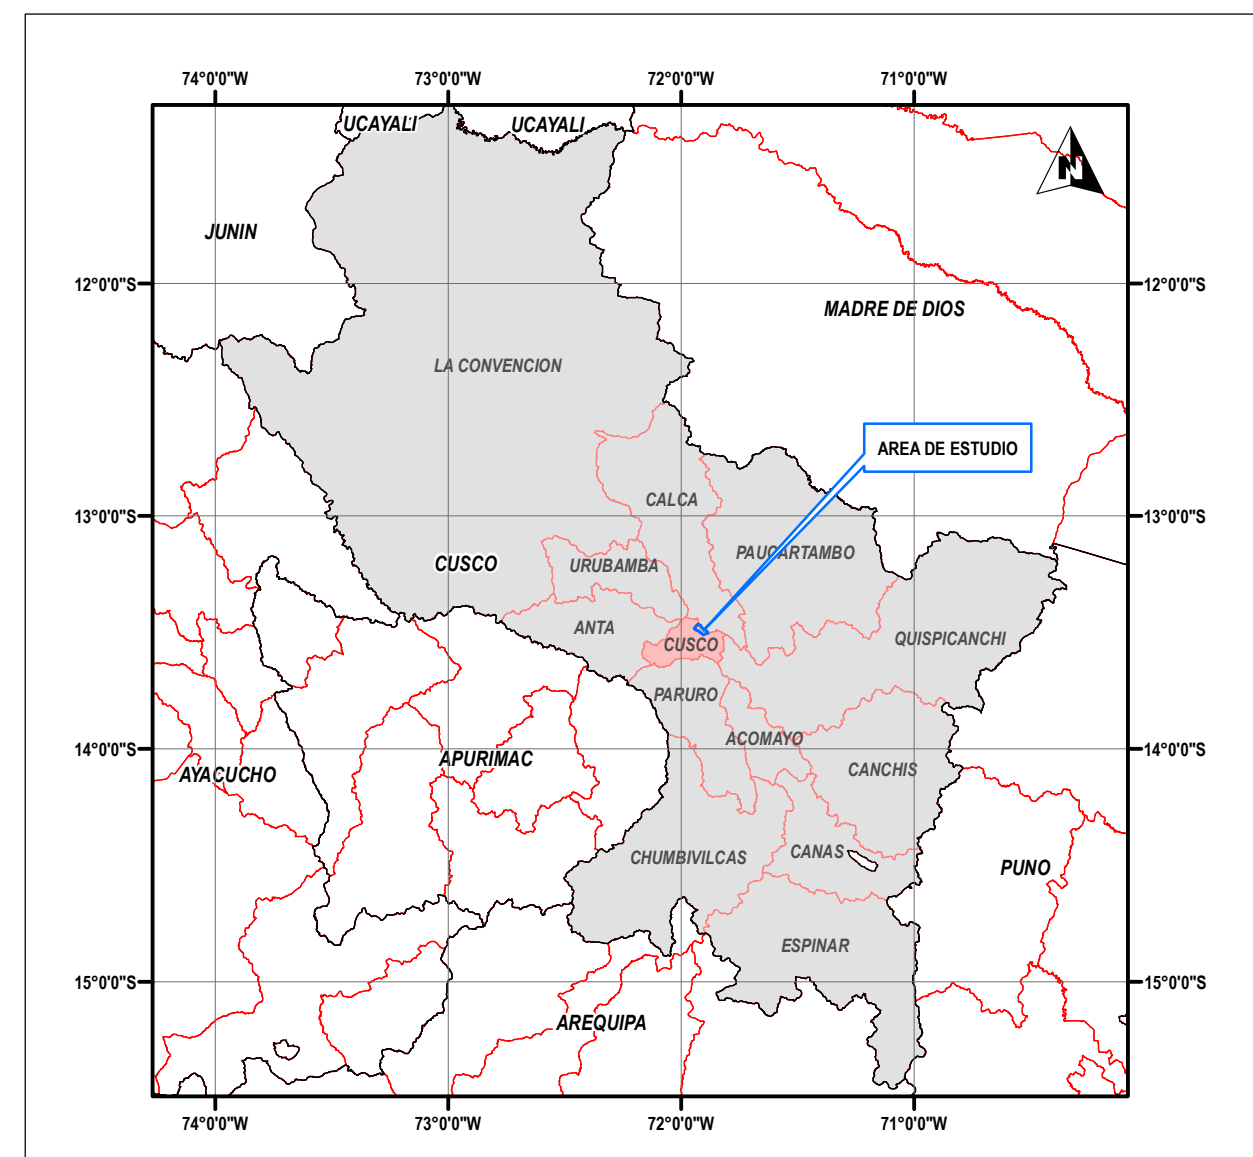 74°0'0"W
73°0'0"W
72°0'0"W
71°0'0"W
UCAYALI
UCAYALI
N
JUNIN
12°0'0"S
12°0'0"S
MADRE DE DIOS
LA CONVENCION
AREA DE ESTUDIO
CALCA
13°0'0"S
13°0'0"S
PAUCARTAMBO
CUSCO
URUBAMBA
ANTA
QUISPICANCHI
CUSCO
PARURO
ACOMAYO
14°0'0"S
14°0'0"S
APURIMAC
CANCHIS
AYACUCHO
CHUMBIVILCAS
CANAS
PUNO
ESPINAR
15°0'0"S
15°0'0"S
AREQUIPA
74°0'0"W
73°0'0"W
72°0'0"W
71°0'0"W